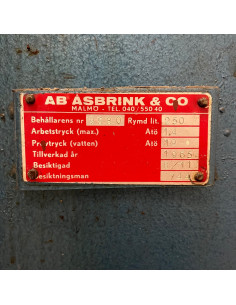 AB ÅSBRINK & CO
MALMÖ - TEL. 040/550 40
Behållarens nr Rymd lit. 250
Arbetstryck (max.) Atö
Provtryck (vatten) Atö
Tillverkad år
Besiktigad
Besiktningsman